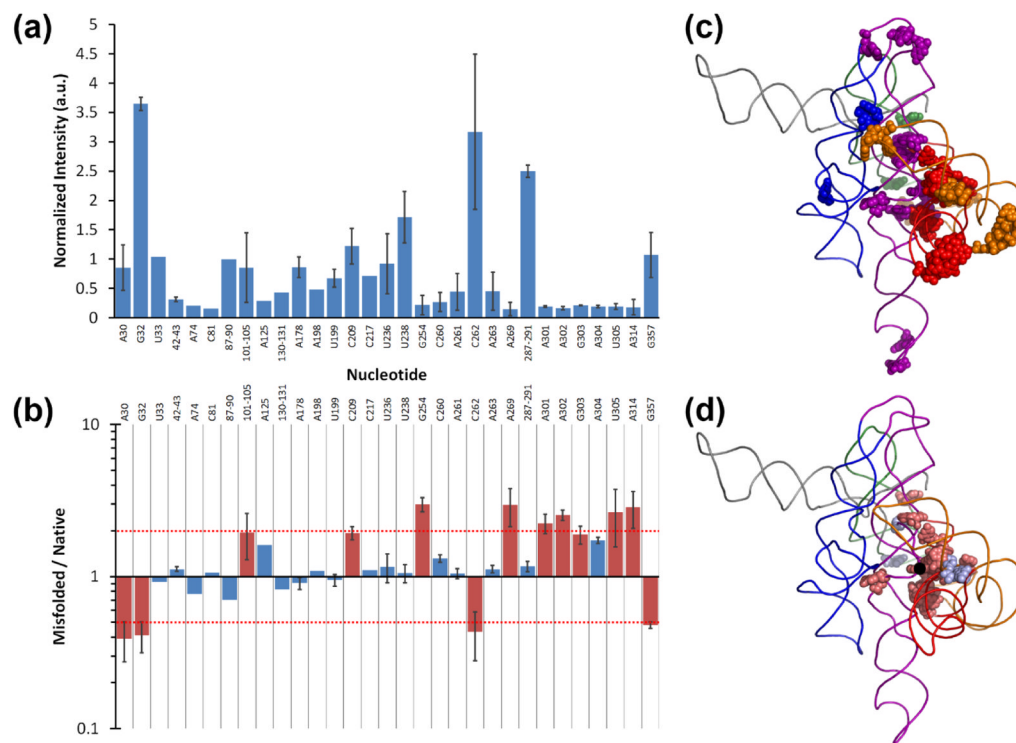 (a)
Normalized Intensity (a.u.)
5
4.5
4
3.5
3
2.5
2
1.5
1
0.5
0
A30
G32
U33
42-43
A74
C81
87-90
101-105
A125
130-131
A178
A198
U199
C209
C217
U236
U238
G254
C260
A261
C262
A263
A269
287-291
A301
A302
G303
A304
U305
A314
G357
Nucleotide
(b)
A30
G32
U33
42-43
A74
C81
87-90
101-105
A125
130-131
A178
A198
U199
C209
C217
U236
U238
G254
C260
A261
C262
A263
A269
287-291
A301
A302
G303
A304
U305
A314
G357
Misfolded / Native
10
1
0.1
(c)
(d)